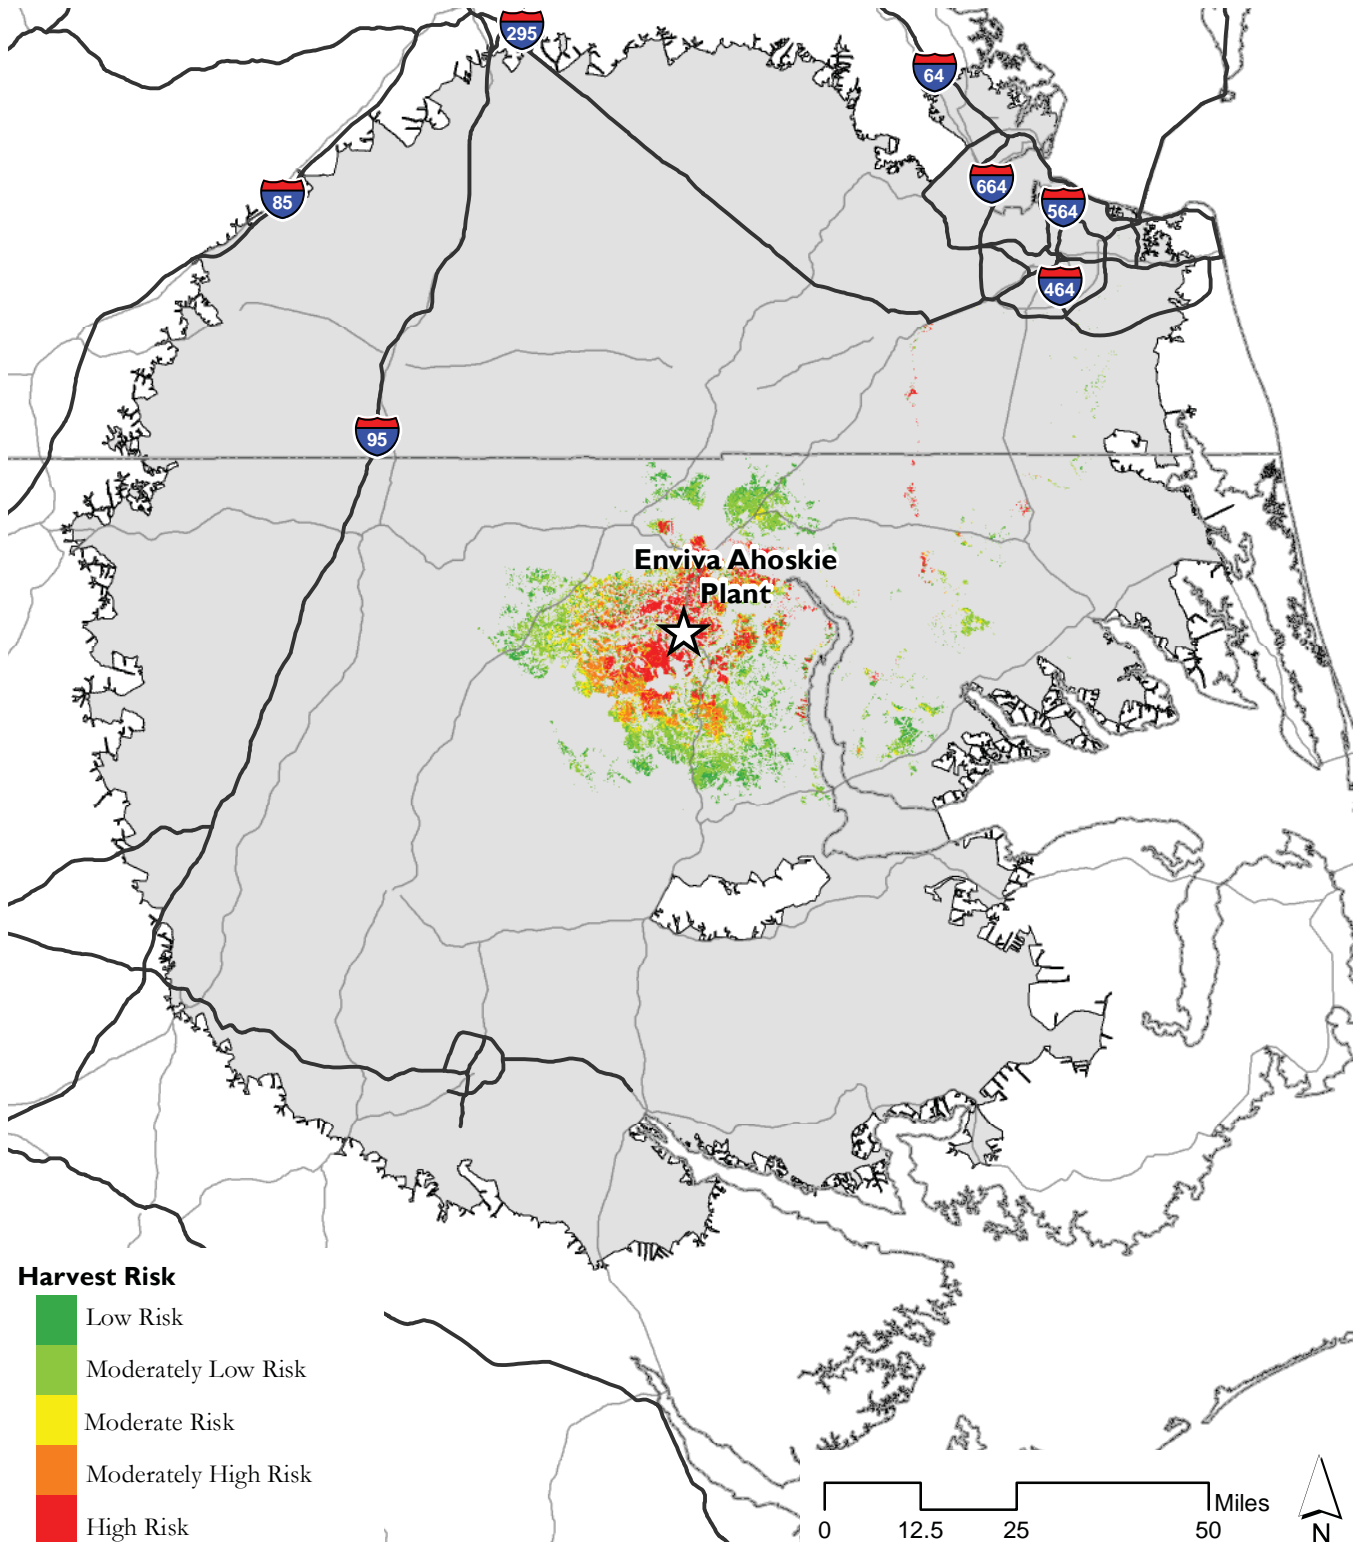 295
64
664
85
564
464
95
Enviva Ahoskie
Plant
Harvest Risk
Low Risk
Moderately Low Risk
Moderate Risk
Moderately High Risk
High Risk
Miles
0 12.5 25 50
N